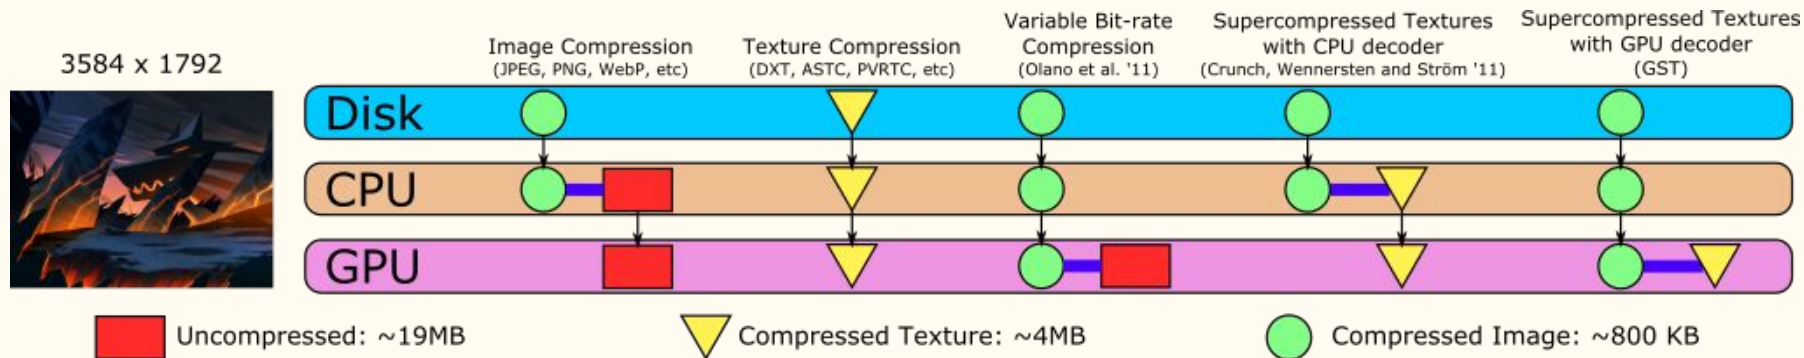 3584 x 1792
Image Compression
(JPEG, PNG, WebP, etc)
Texture Compression
(DXT, ASTC, PVRTC, etc)
Variable Bit-rate
Compression
(Olano et al. '11)
Supercompressed Textures
with CPU decoder
(Crunch, Wennersten and Ström '11)
Supercompressed Textures
with GPU decoder
(GST)
Disk
CPU
GPU
Uncompressed: ~19MB
Compressed Texture: ~4MB
Compressed Image: ~800 KB